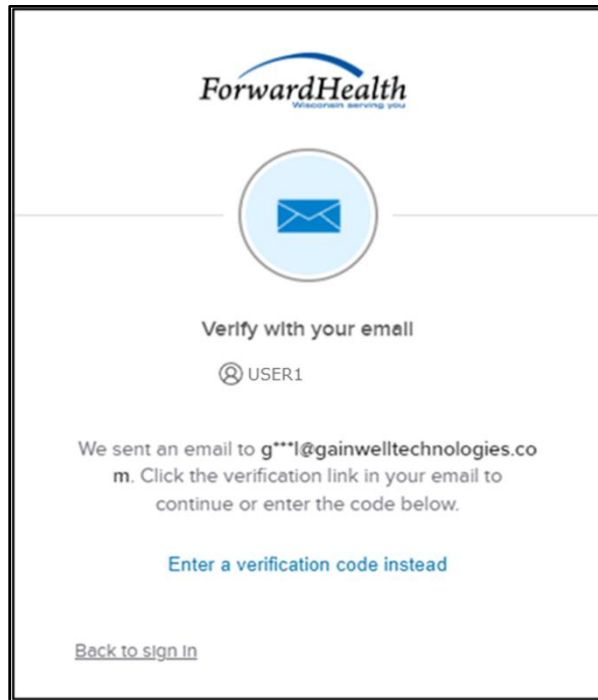 ForwardHealth
Wisconsin serving you
Verify with your email
USER1
We sent an email to g***l@gainwelltechnologies.co
m. Click the verification link in your email to
continue or enter the code below.
Enter a verification code instead
Back to sign in